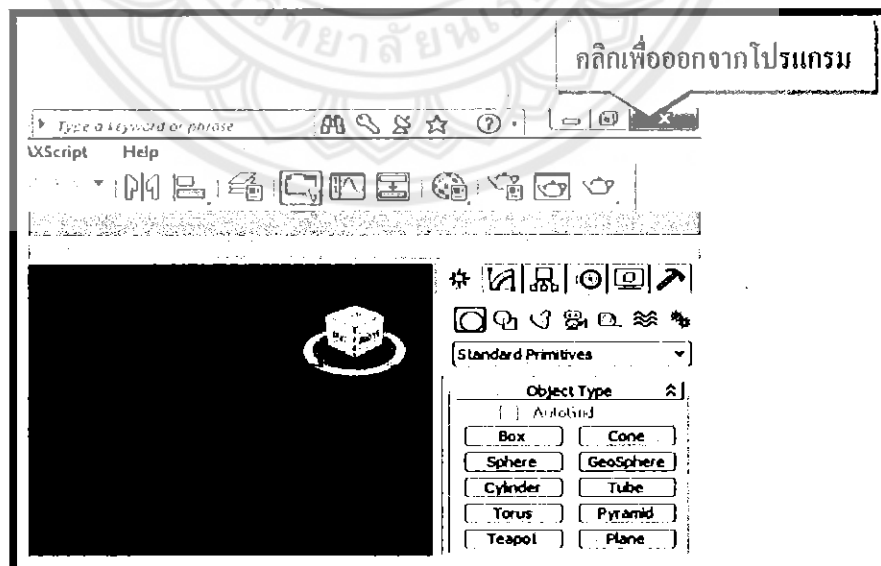 คลิกเพื่อออกจากโปรแกรม
Type a keyword or phrase
AXScript Help
Standard Primitives
Object Type
AutoGrid
Box Cone
Sphere GeoSphere
Cylinder Tube
Torus Pyramid
Teapot Plane